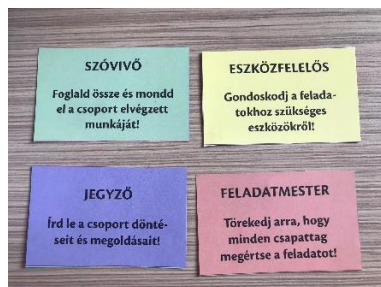 SZÓVIVŐ
Foglald össze és mondd
el a csoport elvégzett
munkáját!
ESZKÖZFELELŐS
Gondoskodj a felada-
tokhoz szükséges
eszközökről!
JEGYZŐ
Írd le a csoport dönté-
seit és megoldásait!
FELADATMESTER
Törekedj arra, hogy
minden csapattag
megértse a feladatot!